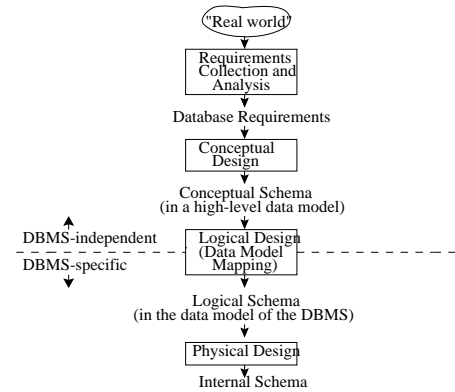 "Real world"
Requirements
Collection and
Analysis
Database Requirements
Conceptual
Design
Conceptual Schema
(in a high-level data model)
DBMS-independent
Logical Design
(Data Model
Mapping)
DBMS-specific
Logical Schema
(in the data model of the DBMS)
Physical Design
Internal Schema